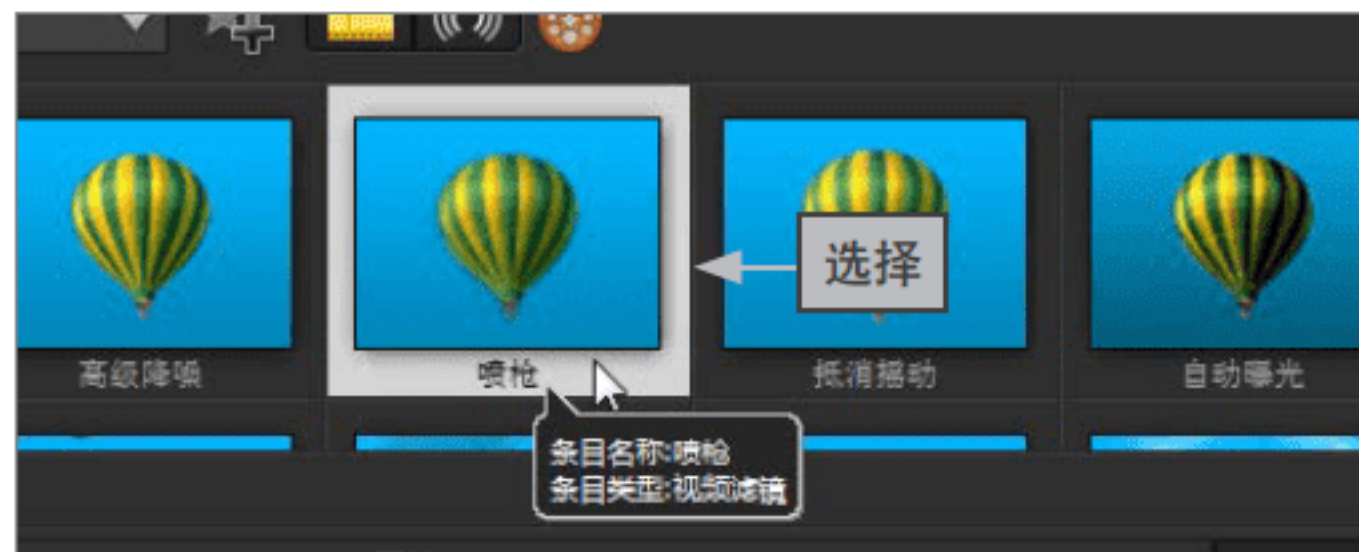 选择
高级降噪
喷枪
抵消摇动
自动曝光
条目名称:喷枪
条目类型:视频滤镜